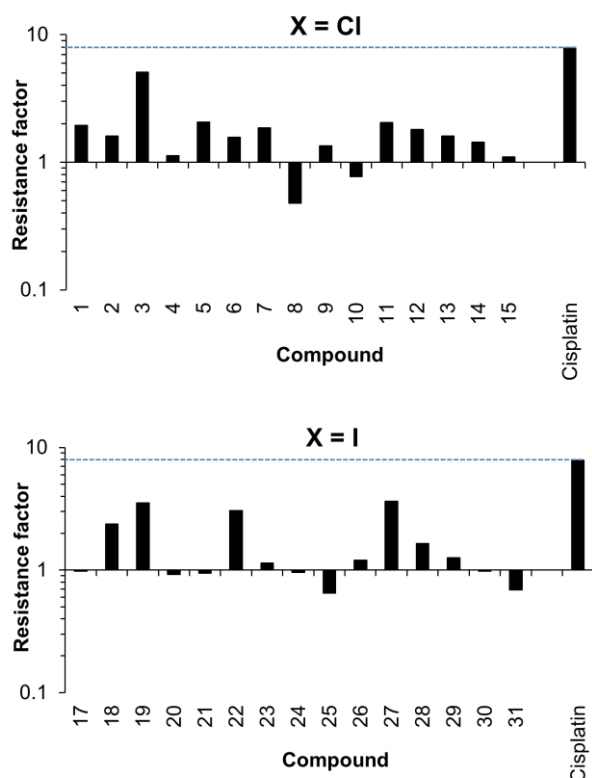 X = Cl
10
1
0.1
Resistance factor
1 2 3 4 5 6 7 8 9 10 11 12 13 14 15 Cisplatin
Compound
X = I
10
1
0.1
Resistance factor
17 18 19 20 21 22 23 24 25 26 27 28 29 30 31 Cisplatin
Compound